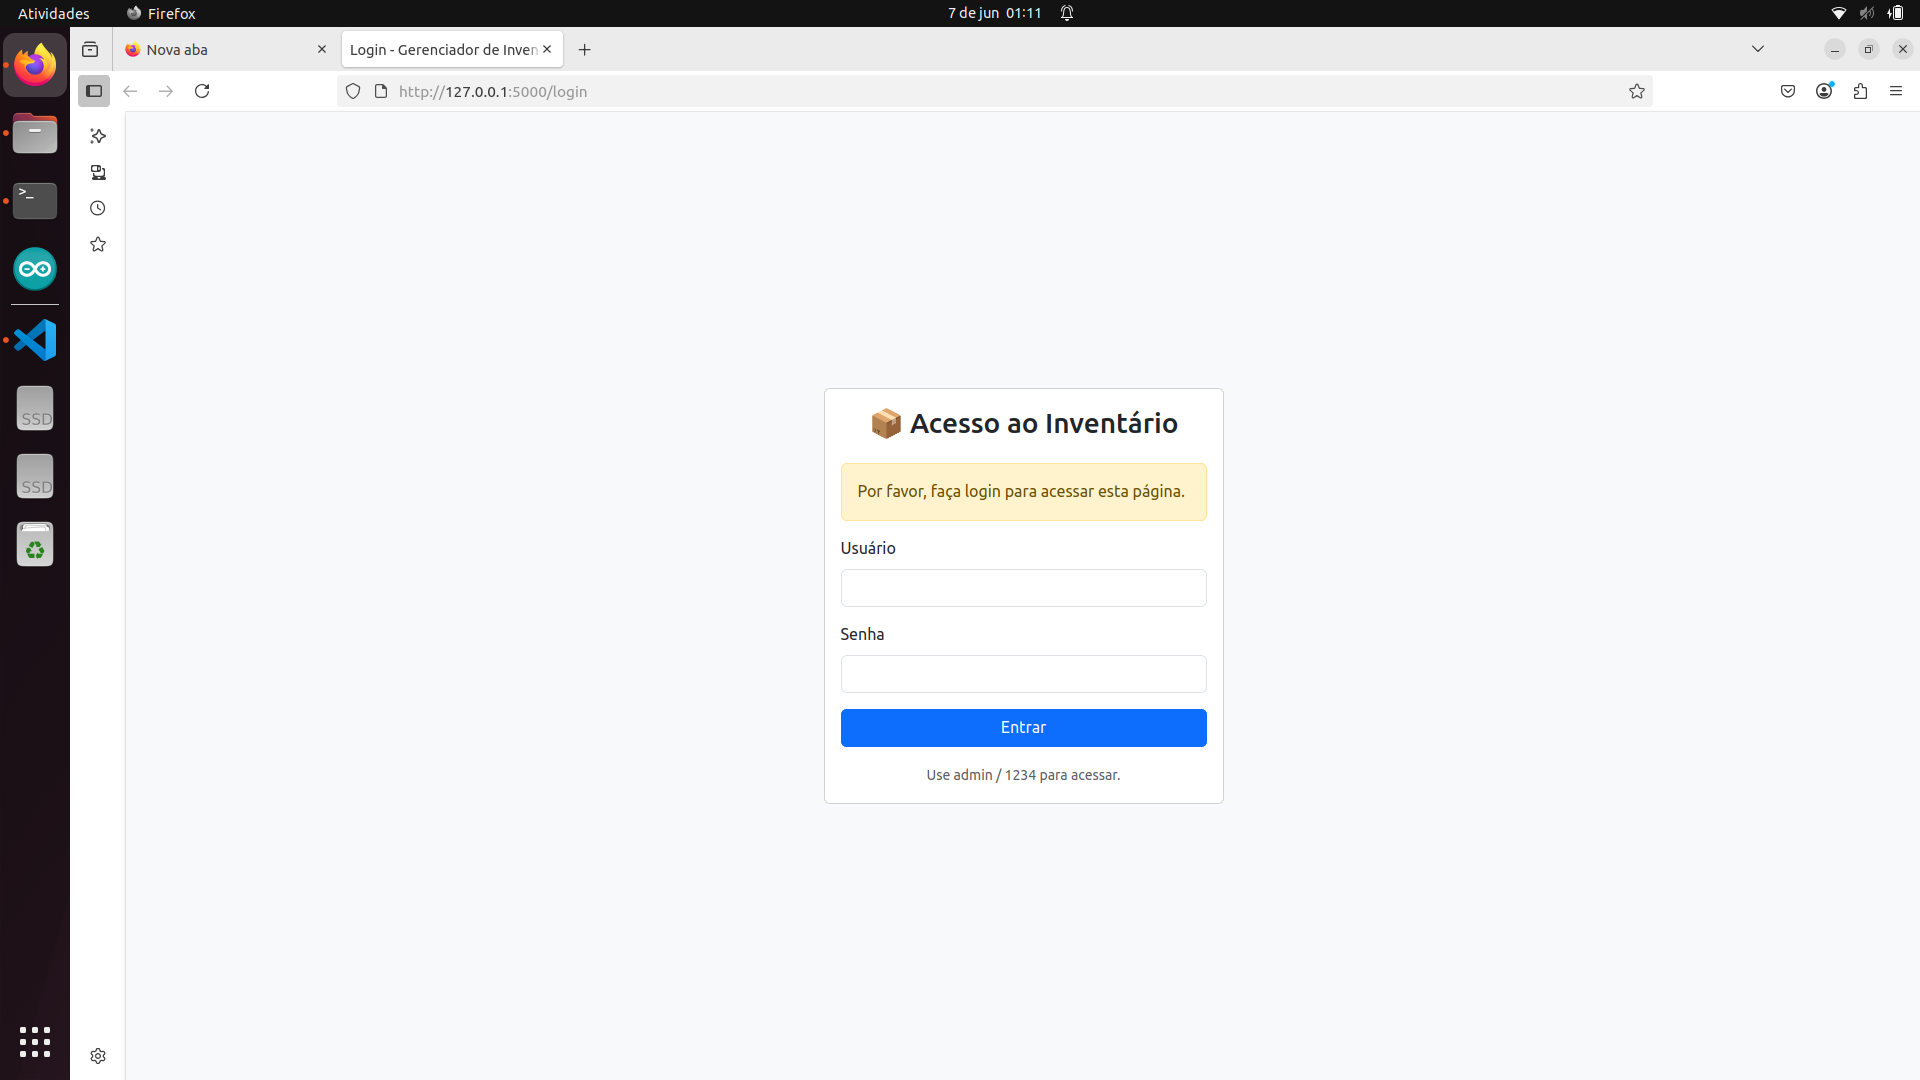 Atividades
Firefox
7 de jun 01:11
Nova aba
Login - Gerenciador de Inven
http://127.0.0.1:5000/login
>_
SSD
SSD
📦 Acesso ao Inventário
Por favor, faça login para acessar esta página.
Usuário
Senha
Entrar
Use admin / 1234 para acessar.